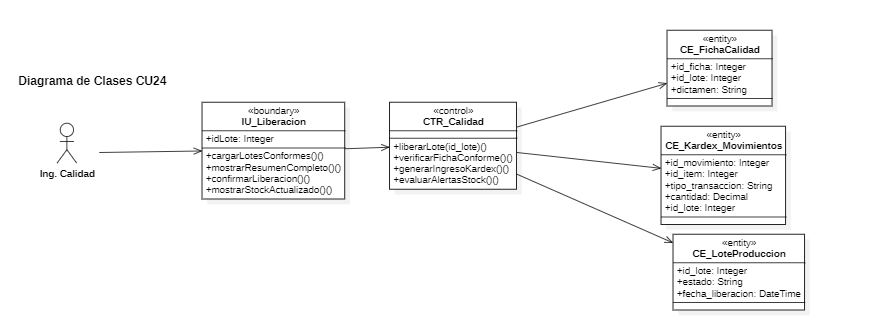 Diagrama de Clases CU24
Ing. Calidad
«boundary»
IU_Liberacion
+idLote: Integer
+cargarLotesConformes()()
+mostrarResumenCompleto()()
+confirmarLiberacion()()
+mostrarStockActualizado()()
«control»
CTR_Calidad
+liberarLote(id_lote)()
+verificarFichaConforme()()
+generarIngresoKardex()()
+evaluarAlertasStock()()
«entity»
CE_FichaCalidad
+id_ficha: Integer
+id_lote: Integer
+dictamen: String
«entity»
CE_Kardex_Movimientos
+id_movimiento: Integer
+id_item: Integer
+tipo_transaccion: String
+cantidad: Decimal
+id_lote: Integer
«entity»
CE_LoteProduccion
+id_lote: Integer
+estado: String
+fecha_liberacion: DateTime